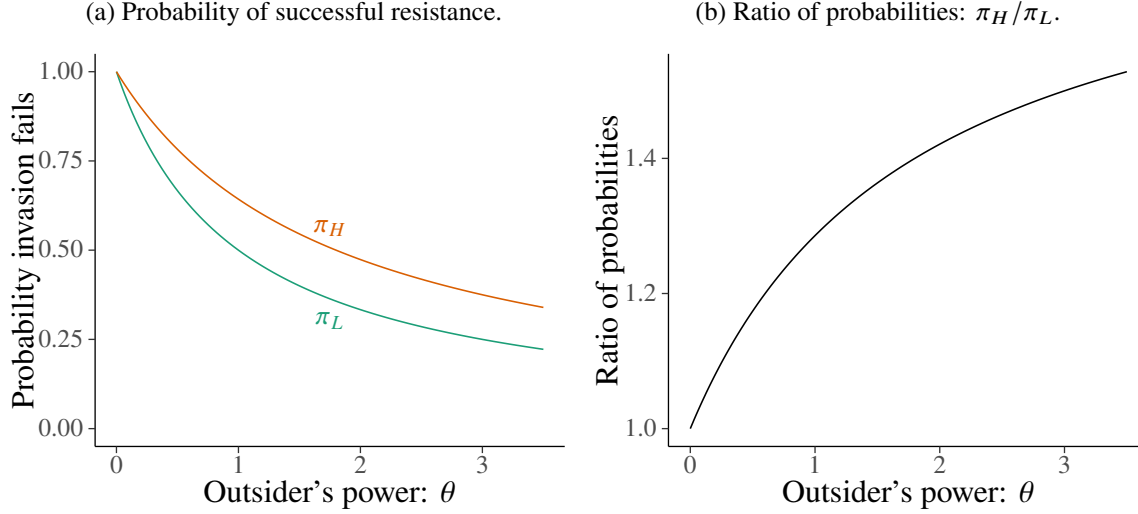 (a) Probability of successful resistance.
Probability invasion fails
1.00
0.75
0.50
0.25
0.00
π_H
π_L
0
1
2
3
Outsider's power: θ
(b) Ratio of probabilities: π_H/π_L.
Ratio of probabilities
1.4
1.2
1.0
0
1
2
3
Outsider's power: θ